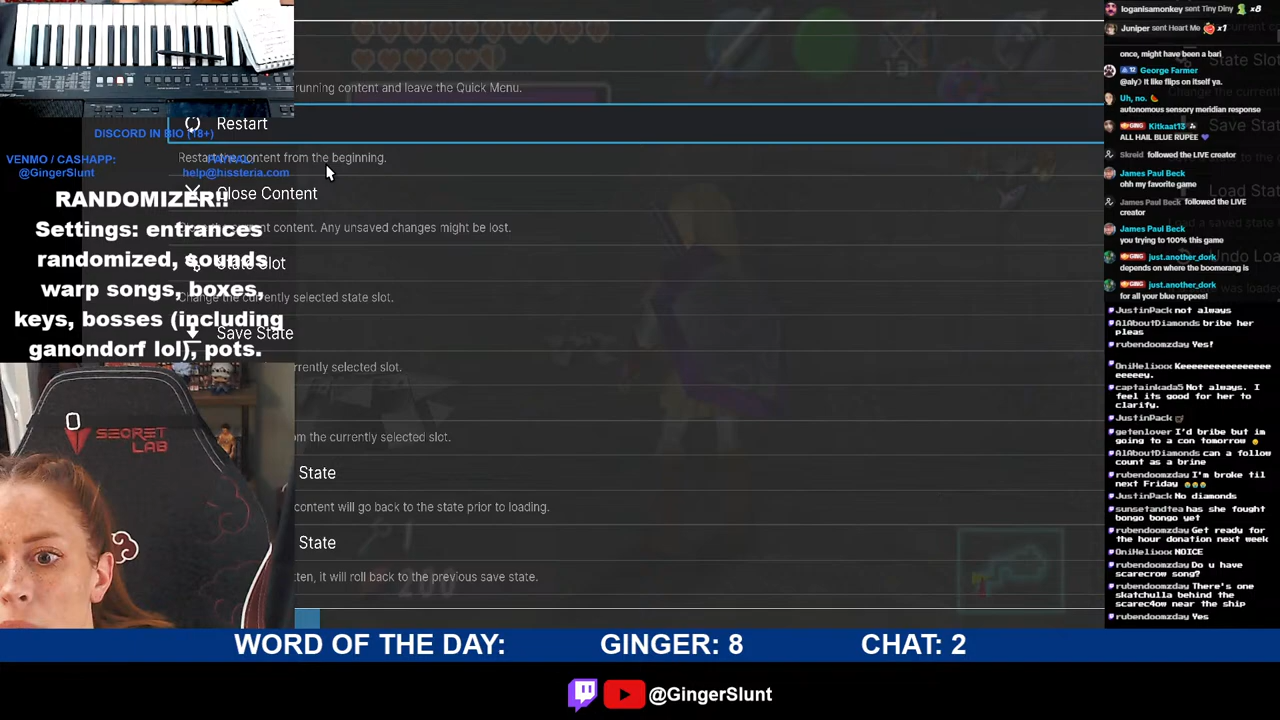 running content and leave the Quick Menu.
Restart
Restart the content from the beginning.
Close Content
content. Any unsaved changes might be lost.
State Slot
Change the currently selected state slot.
Save State
rrently selected slot.
om the currently selected slot.
State
content will go back to the state prior to loading.
State
tten, it will roll back to the previous save state.
13
200
DISCORD IN BIO (18+)
VENMO / CASHAPP:
@GingerSlunt
help@hissteria.com
RANDOMIZER!!
Settings: entrances
randomized, sounds
warp songs, boxes,
keys, bosses (including
ganondorf lol), pots.
SECRET
LAB
loganisamonkey sent Tiny Diny x8
Juniper sent Heart Me x1
once, might have been a bari
George Farmer
@aly) it like flips on itself ya.
Uh, no.
autonomous sensory meridian response
Kitkaat13
ALL HAIL BLUE RUPEE
Skreid followed the LIVE creator
James Paul Beck
ohh my favorite game
James Paul Beck followed the LIVE
creator
James Paul Beck
you trying to 100% this game
just.another_dork
depends on where the boomerang is
just.another_dork
for all your blue ruppees!
JustinPack not always
AlAboutDiamonds bribe her
pleas
rubendoomzday Yes!
OniHelixxx Keeeeeeeeeeeeeeee
eeeeey.
captainkada5 Not always. I
feel its good for her to
clarify.
JustinPack
getenlover I'd bribe but im
going to a con tomorrow
AlAboutDiamonds can a follow
count as a brine
rubendoomzday I'm broke til
next Friday
JustinPack No diamonds
sunsetandtea has she fought
bongo bongo yet
rubendoomzday Get ready for
the hour donation next week
OniHelixxx NOICE
rubendoomzday Do u have
scarecrow song?
rubendoomzday There's one
skatchulla behind the
scarec4ow near the ship
rubendoomzday Yes
WORD OF THE DAY: GINGER: 8 CHAT: 2
@GingerSlunt